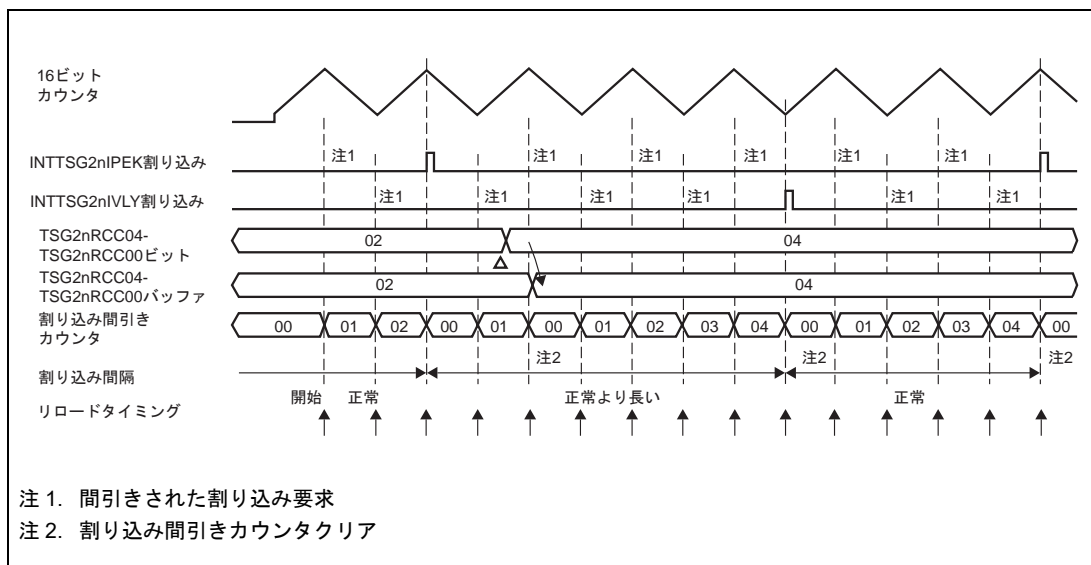 16ビット
カウンタ
INTTSG2nIPEK割り込み
注1 注1 注1 注1 注1 注1
INTTSG2nIVLY割り込み
注1 注1 注1 注1 注1 注1
TSG2nRCC04-
TSG2nRCC00ビット
02 04
TSG2nRCC04-
TSG2nRCC00バッファ
02 04
割り込み間引き
カウンタ
00 01 02 00 01 00 01 02 03 04 00 01 02 03 04 00
注2 注2 注2
割り込み間隔
開始 正常 正常より長い 正常
リロードタイミング
注 1. 間引きされた割り込み要求
注 2. 割り込み間引きカウンタクリア